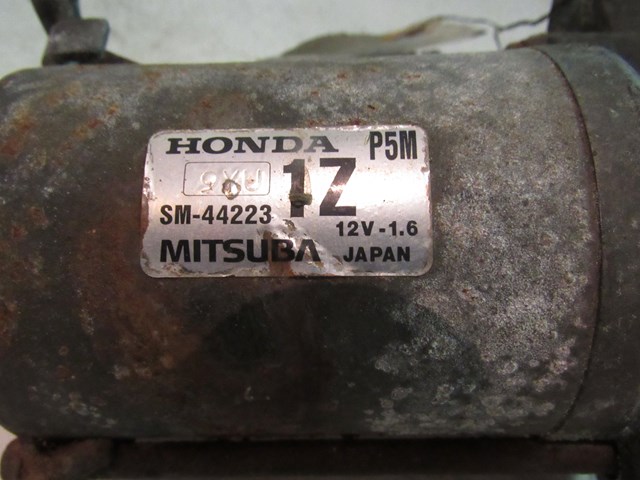 HONDA P5M
1Z
SM-44223
12V-1.6
MITSUBA JAPAN